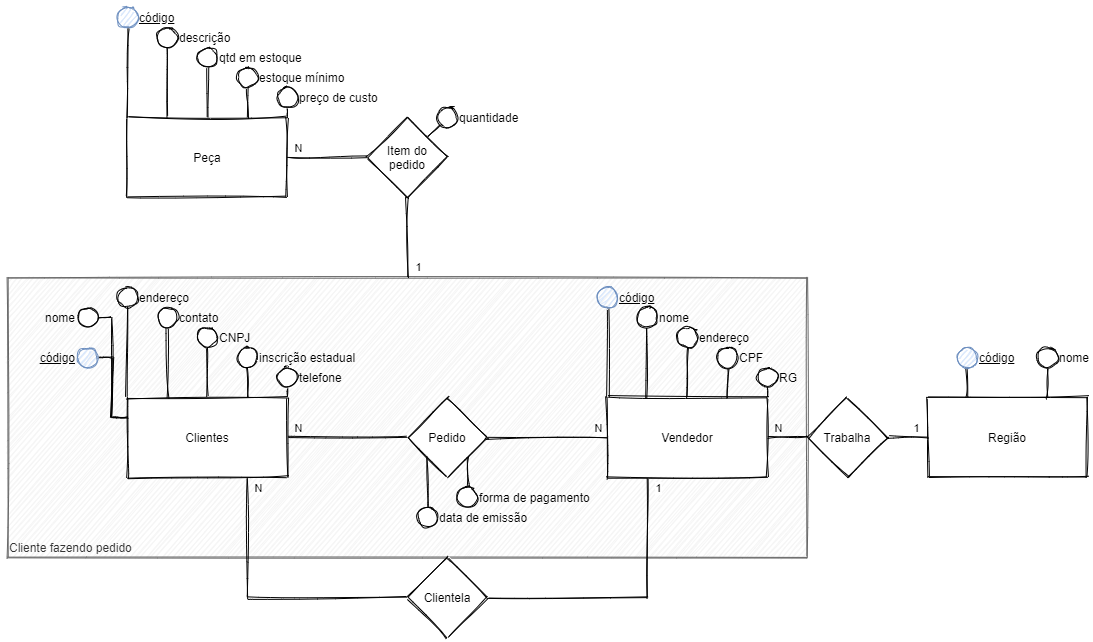 código
descrição
qtd em estoque
estoque mínimo
preço de custo
quantidade
Peça
N
Item do
pedido
1
endereço
nome
contato
CNPJ
código
inscrição estadual
telefone
código
nome
endereço
CPF
RG
código
nome
Clientes
N
Pedido
N
Vendedor
N
Trabalha
1
Região
N
forma de pagamento
data de emissão
1
Cliente fazendo pedido
Clientela